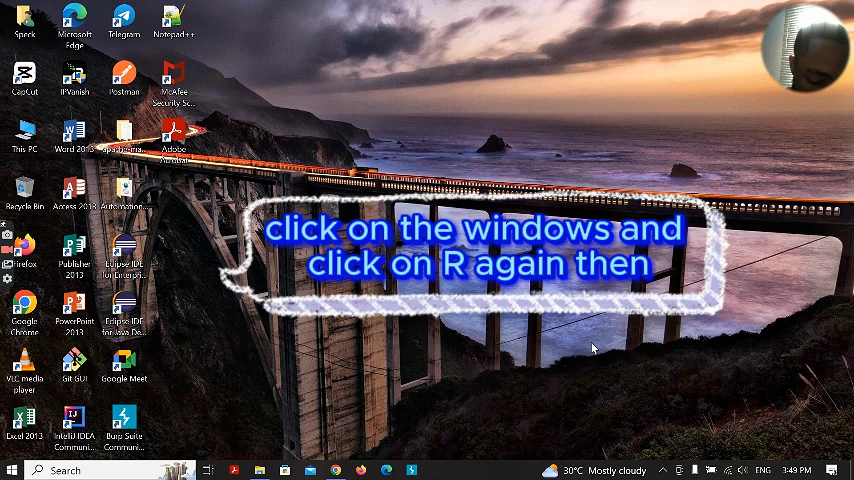 Speck
Microsoft Edge
Telegram
Notepad++
CapCut
IPVanish
Postman
McAfee Security Sc...
This PC
Word 2013
apache-ma...
Adobe Acrobat
Recycle Bin
Access 2013
Automation...
Firefox
Publisher 2013
Eclipse IDE for Enterpri...
Google Chrome
PowerPoint 2013
Eclipse IDE for Java De...
VLC media player
Git GUI
Google Meet
Excel 2013
IntelliJ IDEA Communi...
Burp Suite Communi...
click on the windows and
click on R again then
Search
30°C Mostly cloudy
ENG
3:49 PM